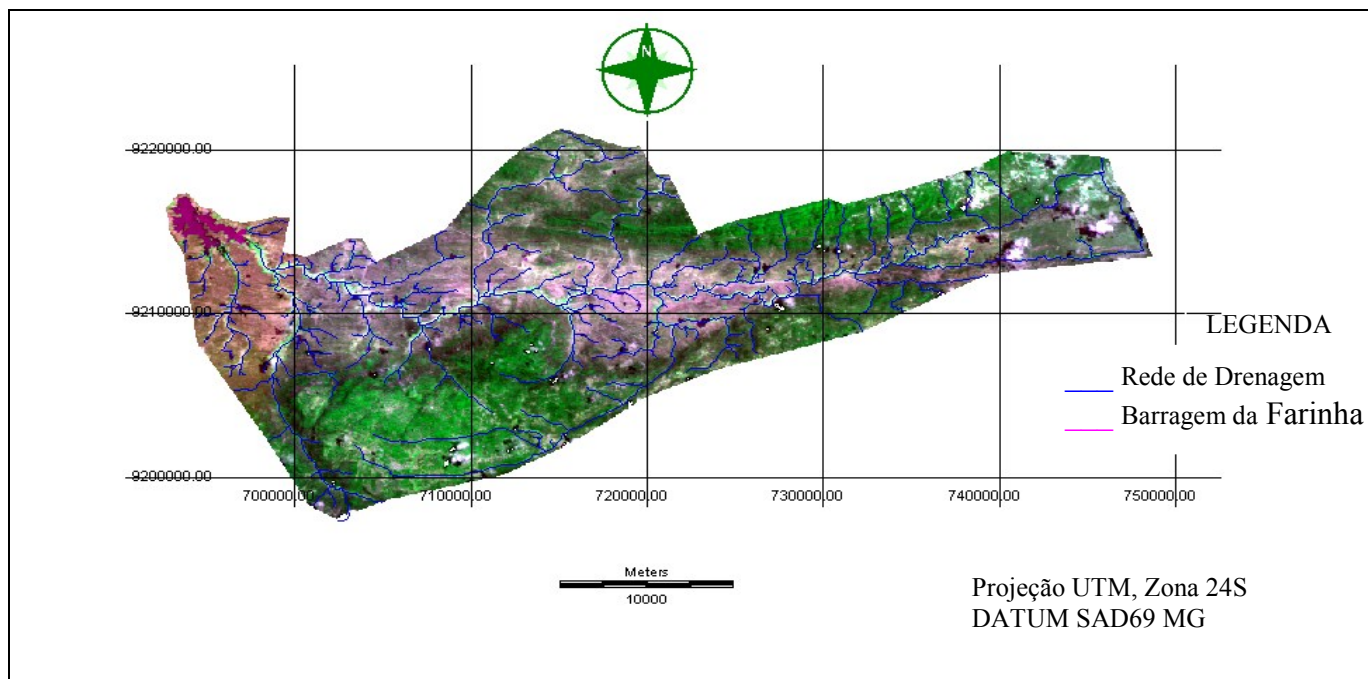 N
9220000.00
9210000.00
LEGENDA
Rede de Drenagem
Barragem da Farinha
9200000.00
700000.00 710000.00 720000.00 730000.00 740000.00 750000.00
Meters
10000
Projeção UTM, Zona 24S
DATUM SAD69 MG